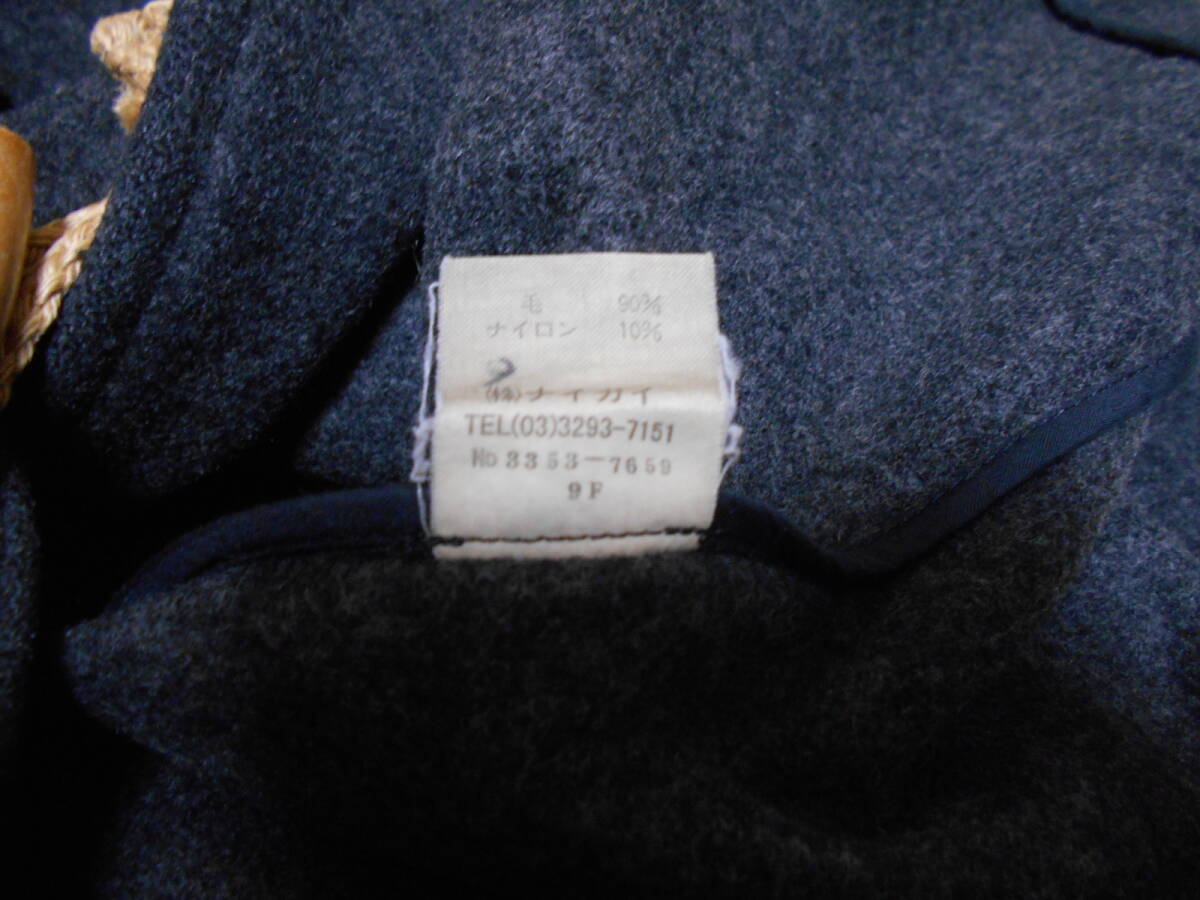 毛 90%
ナイロン 10%
(株)ナイガイ
TEL(03)3293-7151
No 3353-7659
9F